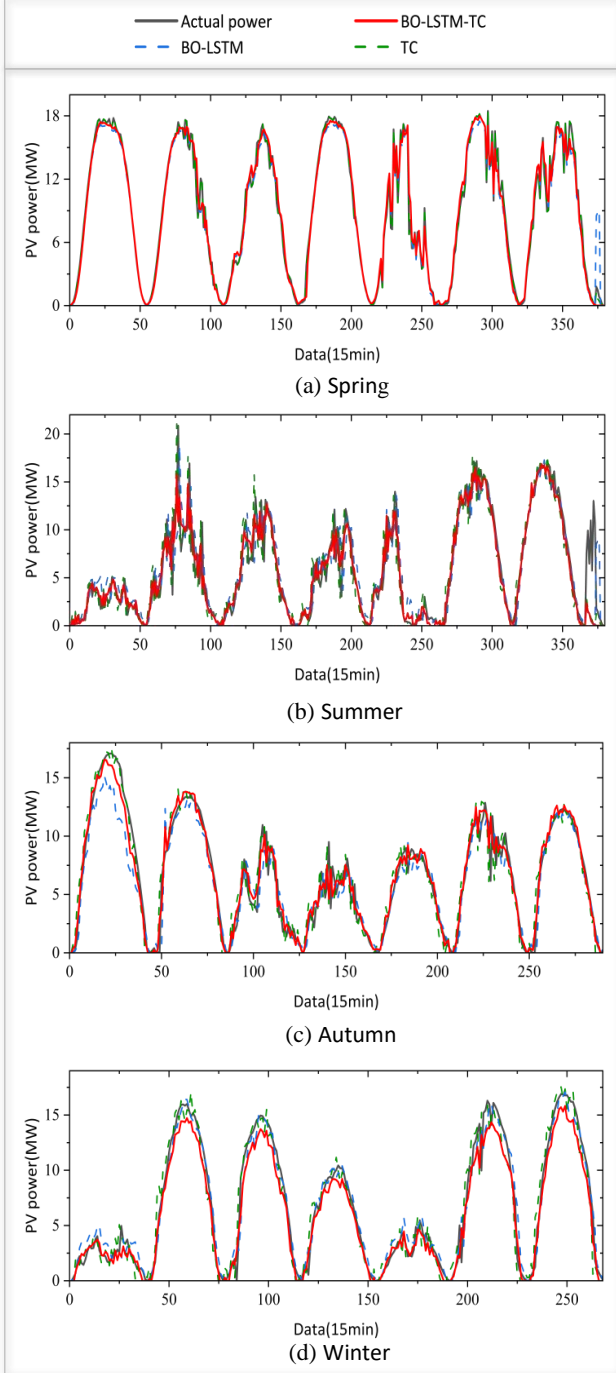 Actual power BO-LSTM-TC
BO-LSTM TC
18
12
6
0
PV power(MW)
0 50 100 150 200 250 300 350
Data(15min)
(a) Spring
20
15
10
5
0
PV power(MW)
0 50 100 150 200 250 300 350
Data(15min)
(b) Summer
15
10
5
0
PV power(MW)
0 50 100 150 200 250
Data(15min)
(c) Autumn
15
10
5
0
PV power(MW)
0 50 100 150 200 250
Data(15min)
(d) Winter